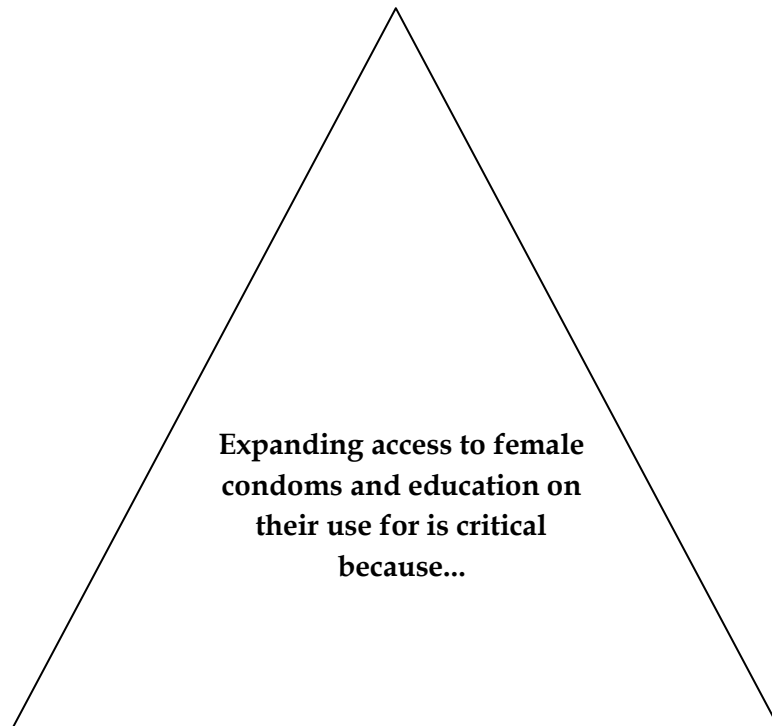 Expanding access to female
condoms and education on
their use for is critical
because...